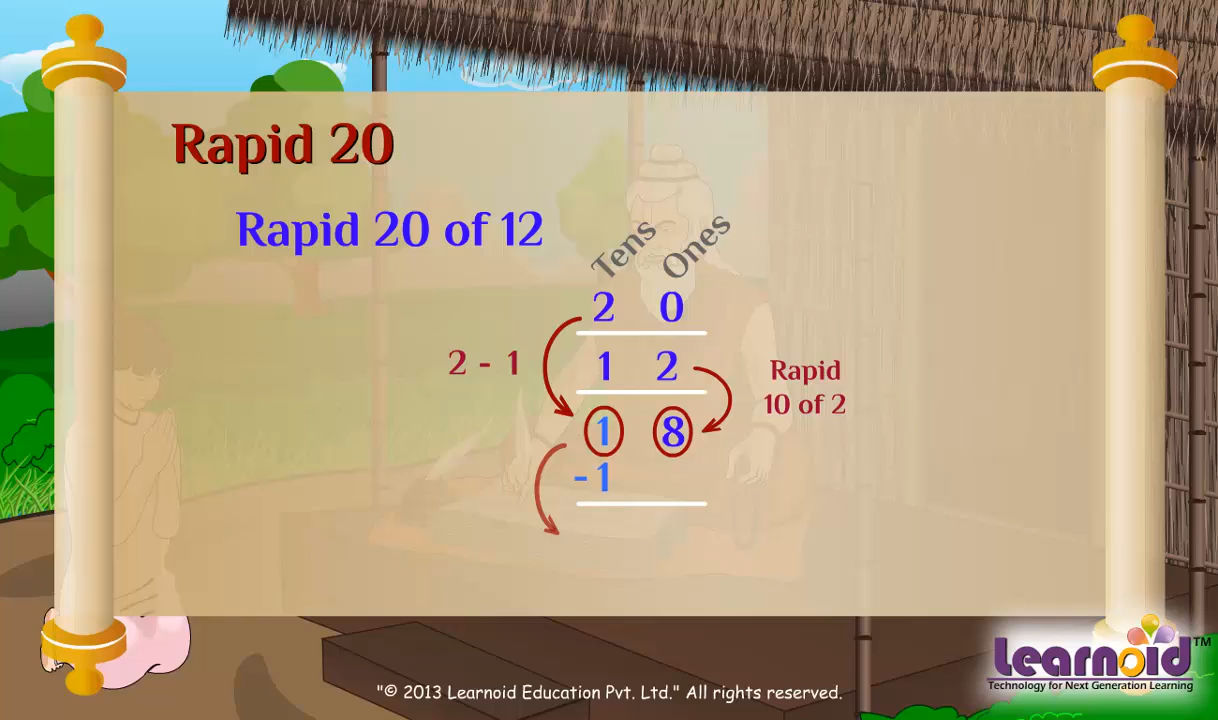 Rapid 20
Rapid 20 of 12
Tens Ones
2 0
2 - 1
1 2
Rapid
10 of 2
1 8
-1
Learnoid™
Technology for Next Generation Learning
"© 2013 Learnoid Education Pvt. Ltd." All rights reserved.